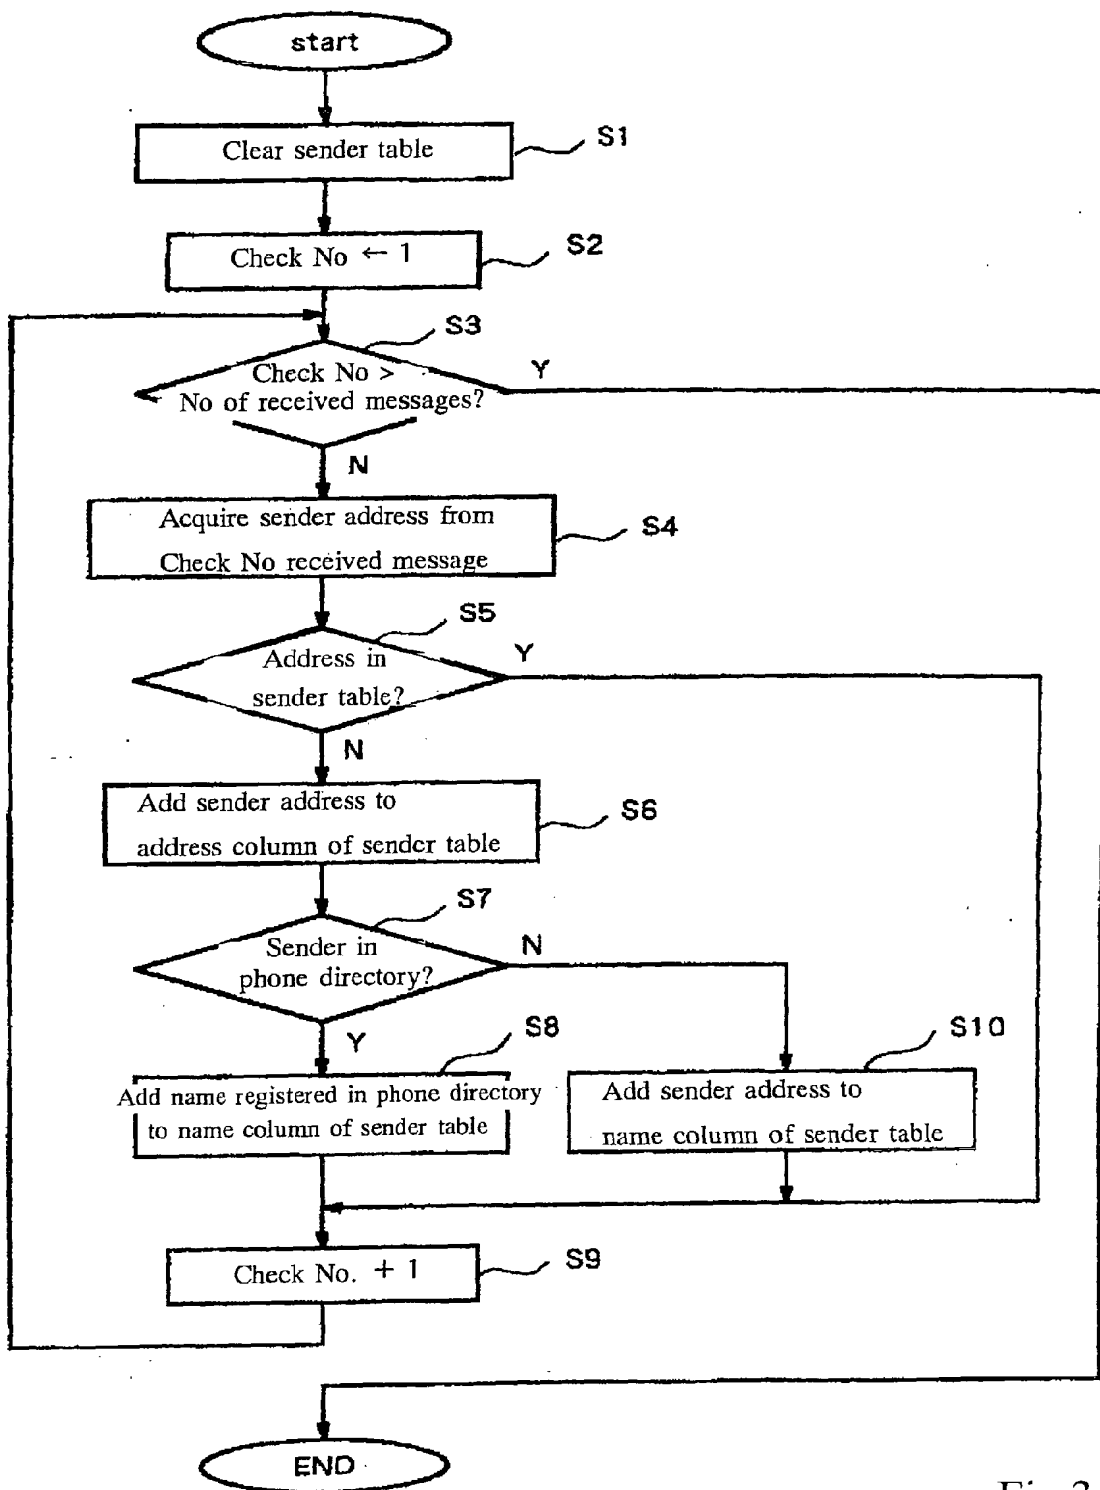 start
Clear sender table
S1
Check No ← 1
S2
S3
Check No >
No of received messages?
Y
N
Acquire sender address from
Check No received message
S4
S5
Address in
sender table?
Y
N
Add sender address to
address column of sender table
S6
S7
Sender in
phone directory?
N
Y
S8
Add name registered in phone directory
to name column of sender table
S10
Add sender address to
name column of sender table
Check No. + 1
S9
END